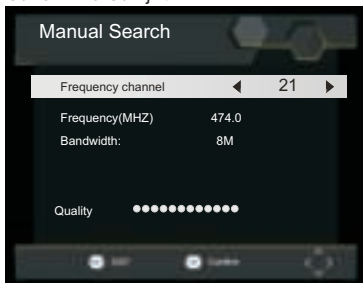 Manual Search
Frequency channel 21
Frequency(MHZ) 474.0
Bandwidth: 8M
Quality